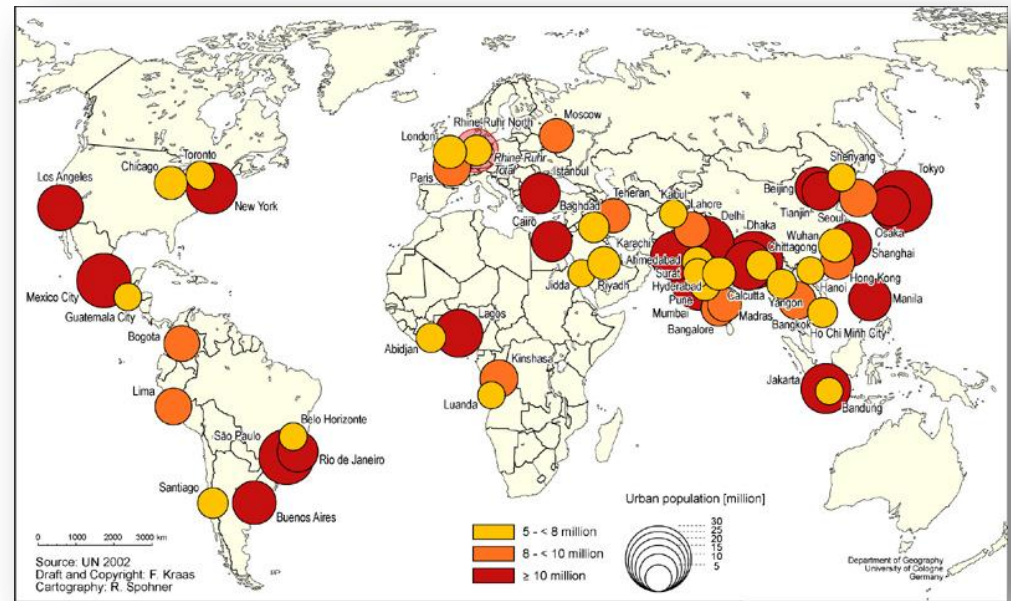 Moscow
Rhine-Ruhr North
London
Rhine-Ruhr
Total
Paris
Istanbul
Toronto
Chicago
Los Angeles
New York
Shenyang
Tokyo
Beijing
Tianjin
Seoul
Osaka
Teheran
Kabul
Lahore
Baghdad
Delhi
Dhaka
Cairo
Karachi
Chittagong
Wuhan
Shanghai
Ahmedabad
Surat
Jidda
Riyadh
Hyderabad
Calcutta
Yangon
Hanoi
Hong Kong
Pune
Mumbai
Madras
Manila
Bangalore
Bangkok
Ho Chi Minh City
Mexico City
Guatemala City
Lagos
Abidjan
Bogota
Kinshasa
Luanda
Lima
Jakarta
Bandung
Belo Horizonte
São Paulo
Rio de Janeiro
Santiago
Buenos Aires
Urban population [million]
30
25
20
15
10
5
5 - < 8 million
8 - < 10 million
≥ 10 million
0 1000 2000 3000 km
Source: UN 2002
Draft and Copyright: F. Kraas
Cartography: R. Spohner
Department of Geography
University of Cologne
Germany